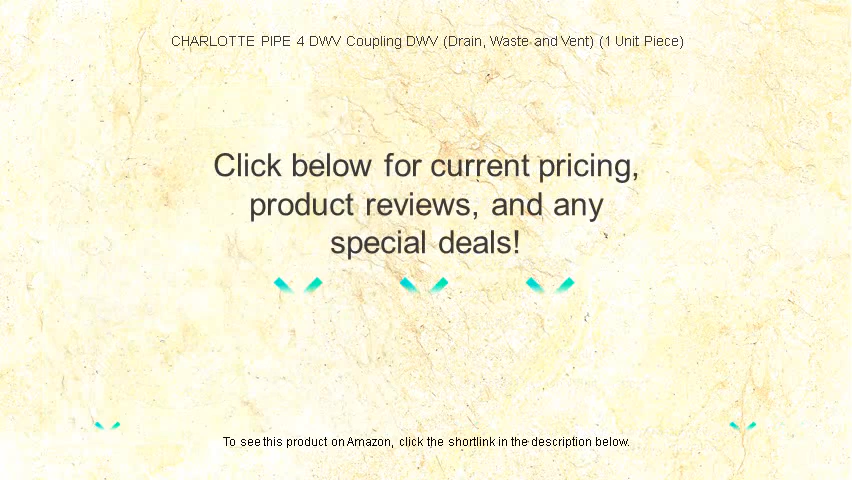 CHARLOTTE PIPE 4 DWV Coupling DWV (Drain, Waste and Vent) (1 Unit Piece)
Click below for current pricing,
product reviews, and any
special deals!
To see this product on Amazon, click the shortlink in the description below.